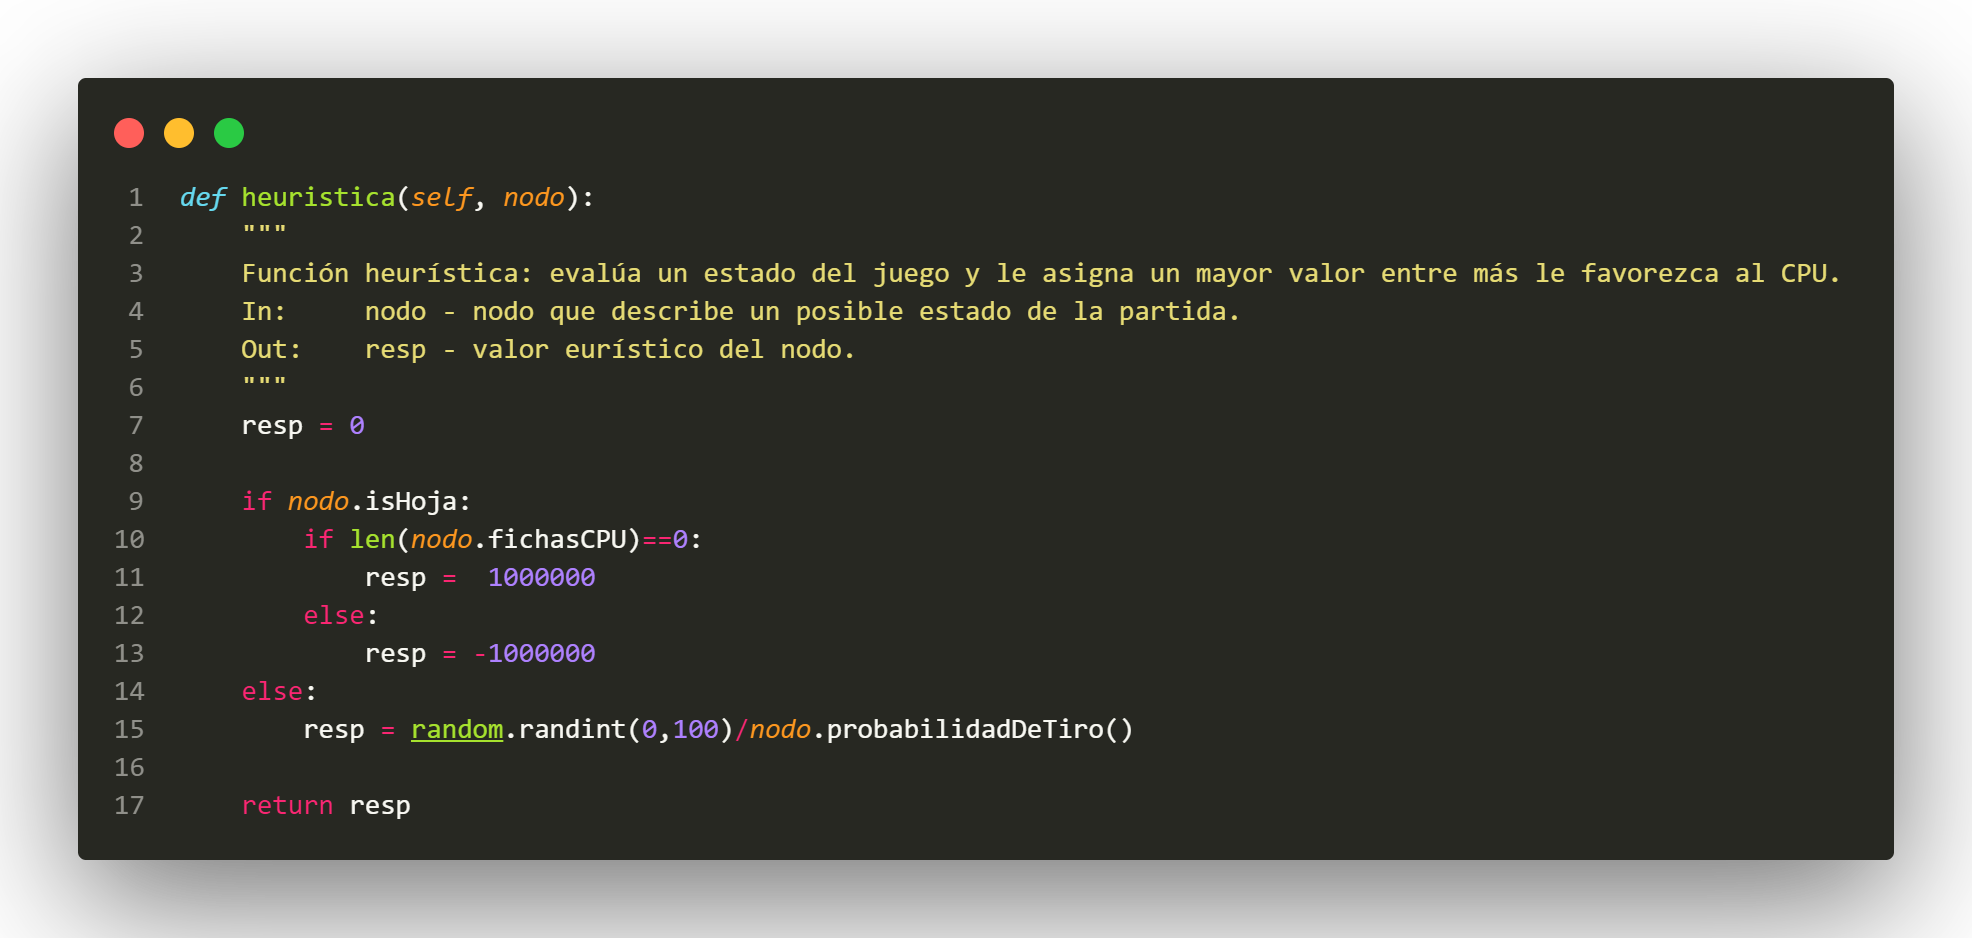 1 def heuristica(self, nodo):
2     """
3     Función heurística: evalúa un estado del juego y le asigna un mayor valor entre más le favorezca al CPU.
4     In:     nodo - nodo que describe un posible estado de la partida.
5     Out:    resp - valor eurístico del nodo.
6     """
7     resp = 0
8
9     if nodo.isHoja:
10         if len(nodo.fichasCPU)==0:
11             resp =  1000000
12         else:
13             resp = -1000000
14     else:
15         resp = random.randint(0,100)/nodo.probabilidadDeTiro()
16
17     return resp